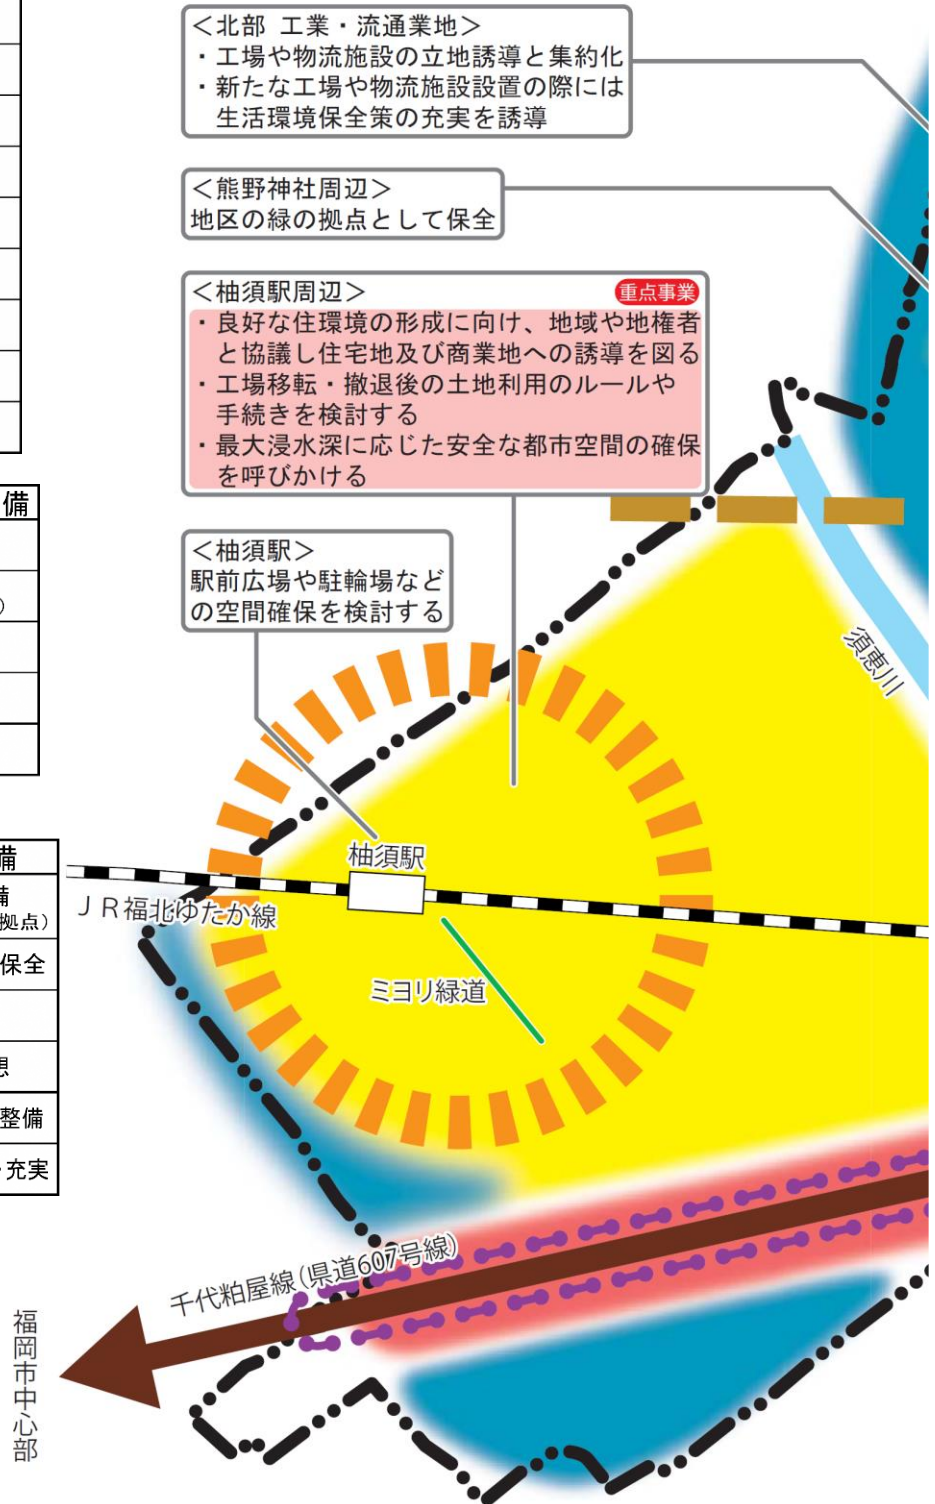 ＜北部 工業・流通業地＞
・工場や物流施設の立地誘導と集約化
・新たな工場や物流施設設置の際には
生活環境保全策の充実を誘導
＜熊野神社周辺＞
地区の緑の拠点として保全
＜柚須駅周辺＞
重点事業
・良好な住環境の形成に向け、地域や地権者
と協議し住宅地及び商業地への誘導を図る
・工場移転・撤退後の土地利用のルールや
手続きを検討する
・最大浸水深に応じた安全な都市空間の確保
を呼びかける
備
）
＜柚須駅＞
駅前広場や駐輪場など
の空間確保を検討する
須恵川
柚須駅
ＪＲ福北ゆたか線
ミヨリ緑道
備
備
拠点）
保全
想
整備
充実
千代粕屋線（県道607号線）
福岡市中心部